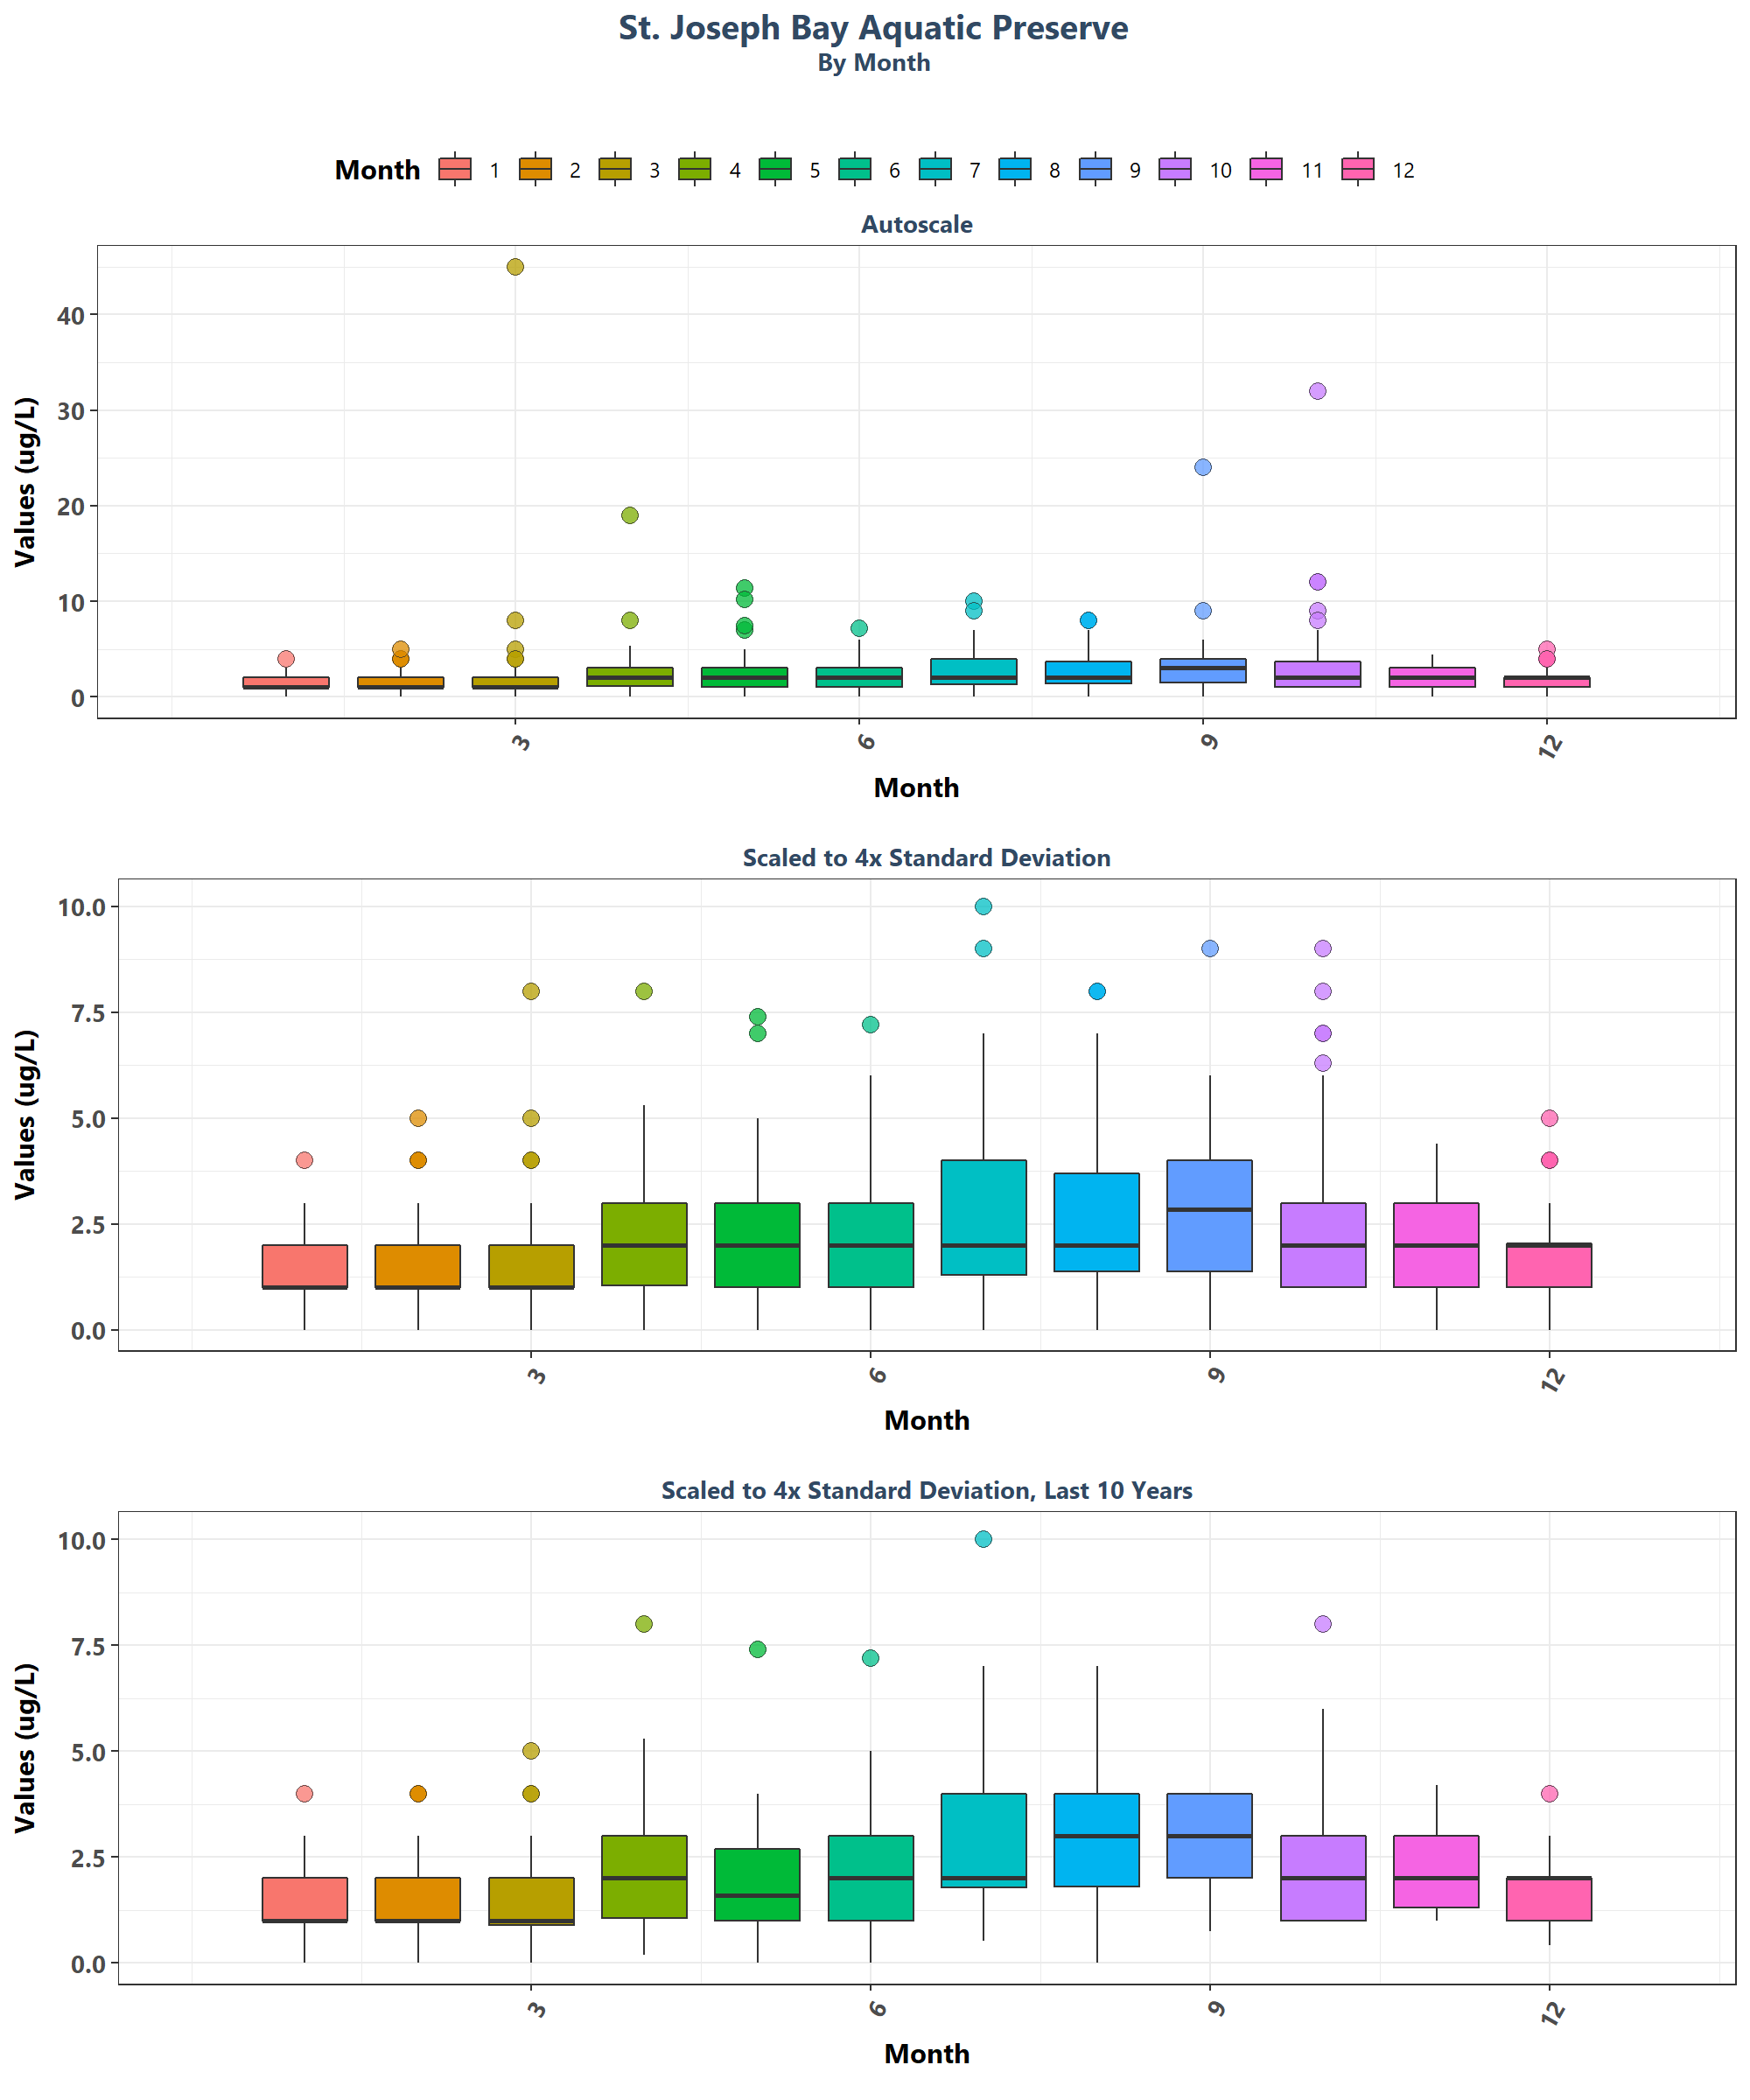 St. Joseph Bay Aquatic Preserve
By Month
Month 1 2 3 4 5 6 7 8 9 10 11 12
Autoscale
Values (ug/L)
40
30
20
10
0
3 6 9 12
Month
Scaled to 4x Standard Deviation
Values (ug/L)
10.0
7.5
5.0
2.5
0.0
3 6 9 12
Month
Scaled to 4x Standard Deviation, Last 10 Years
Values (ug/L)
10.0
7.5
5.0
2.5
0.0
3 6 9 12
Month